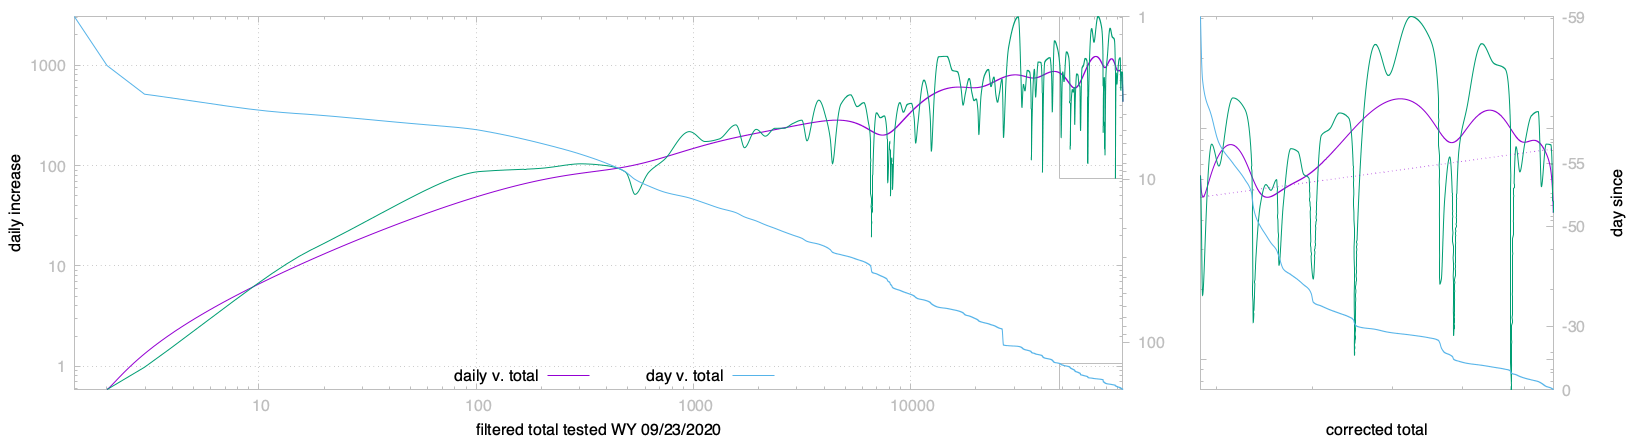 1000
100
10
1
daily increase
10
100
1000
10000
filtered total tested WY 09/23/2020
daily v. total
day v. total
1
10
100
-59
-55
-50
-30
0
day since
corrected total